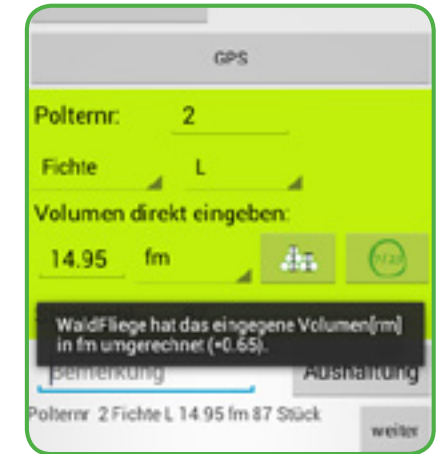 GPS
Polternr: 2
Fichte L
Volumen direkt eingeben:
14.95 fm
WaldFliege hat das eingegene Volumen[rm]
in fm umgerechnet (*0.65).
Bemerkung Aushaltung
Polternr 2 Fichte L 14.95 fm 87 Stück
weiter